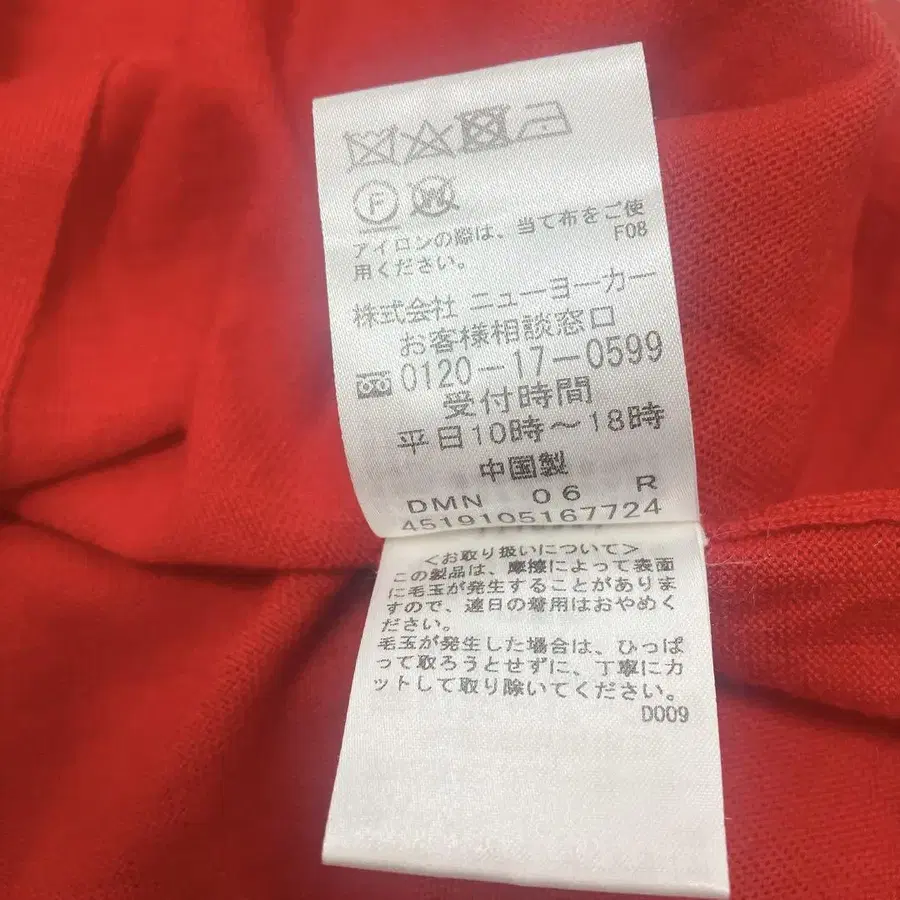 F W
アイロンの際は、当て布をご使
用ください。 F08
株式会社 ニューヨーカー
お客様相談窓口
0120-17-0599
受付時間
平日10時〜18時
中国製
DMN 06 R
4519105167724
<お取り扱いについて>
この製品は、摩擦によって表面
に毛玉が発生することがありま
すので、連日の着用はおやめく
ださい。
毛玉が発生した場合は、ひっぱ
って取ろうとせずに、丁寧にカ
ットして取り除いてください。
D009